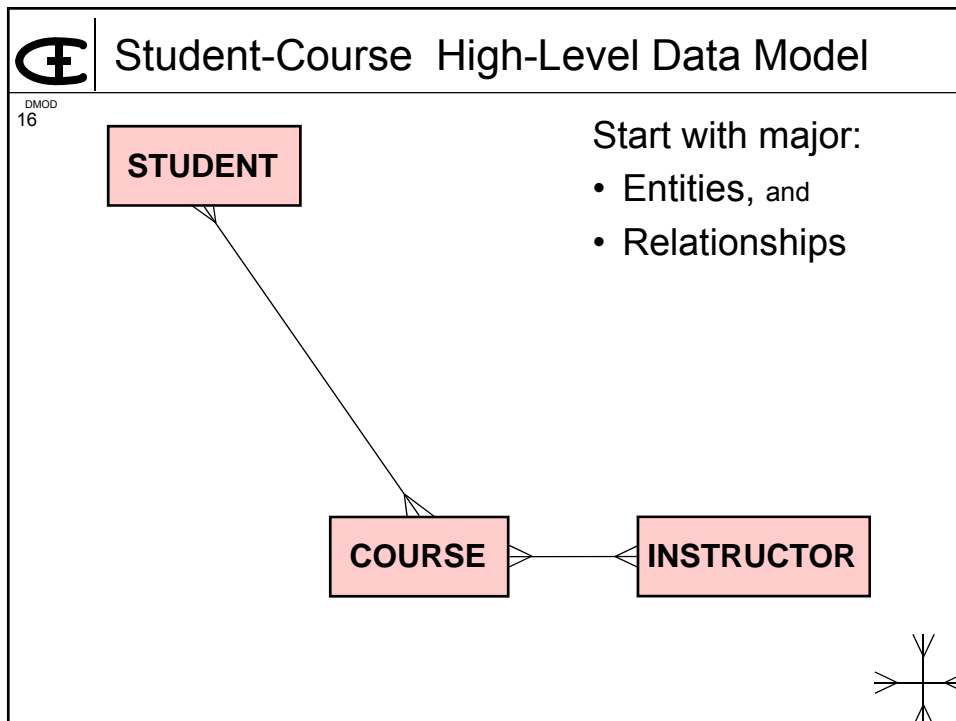 Student-Course High-Level Data Model
DMOD
16
STUDENT
Start with major:
• Entities, and
• Relationships
COURSE
INSTRUCTOR